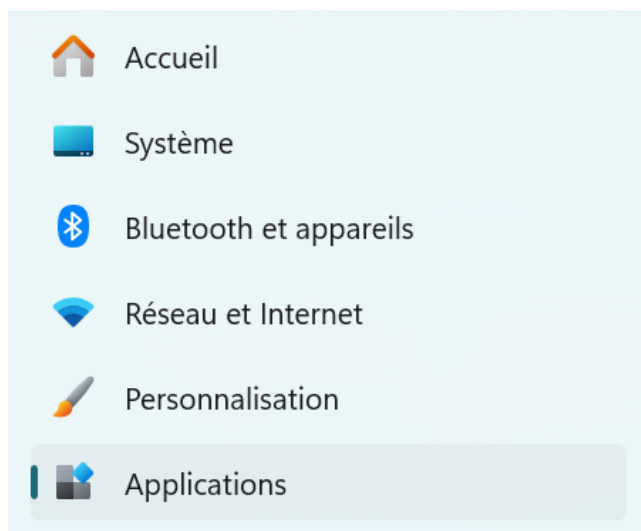 Accueil
Système
Bluetooth et appareils
Réseau et Internet
Personnalisation
Applications